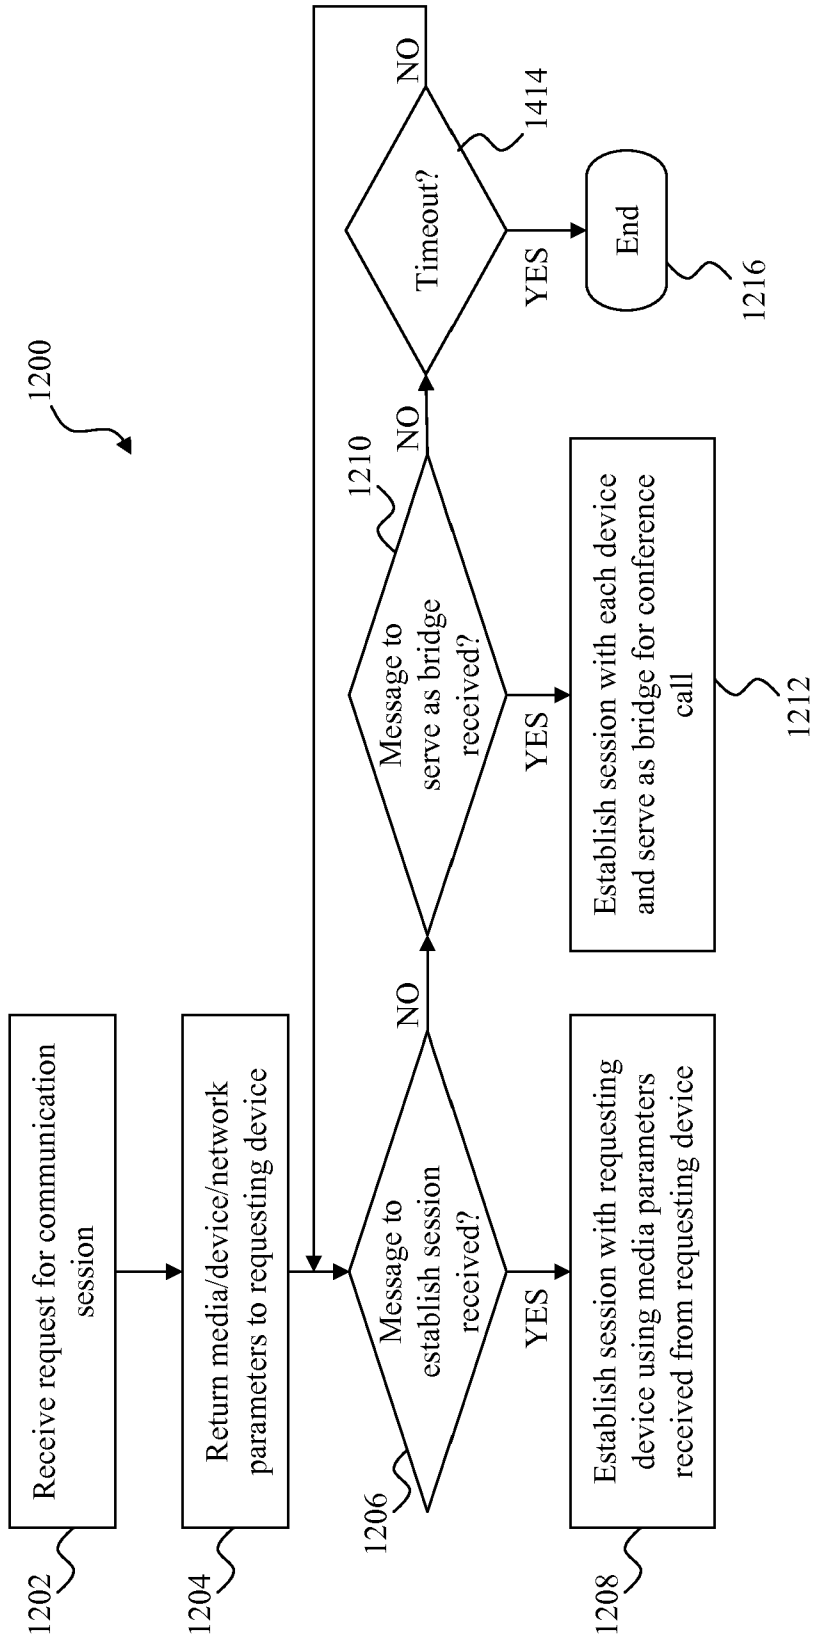 1200
Receive request for communication
session
1202
Return media/device/network
parameters to requesting device
1204
Message to
establish session
received?
1206
NO
YES
Message to
serve as bridge
received?
1210
NO
YES
Timeout?
1414
NO
YES
Establish session with requesting
device using media parameters
received from requesting device
1208
Establish session with each device
and serve as bridge for conference
call
1212
End
1216